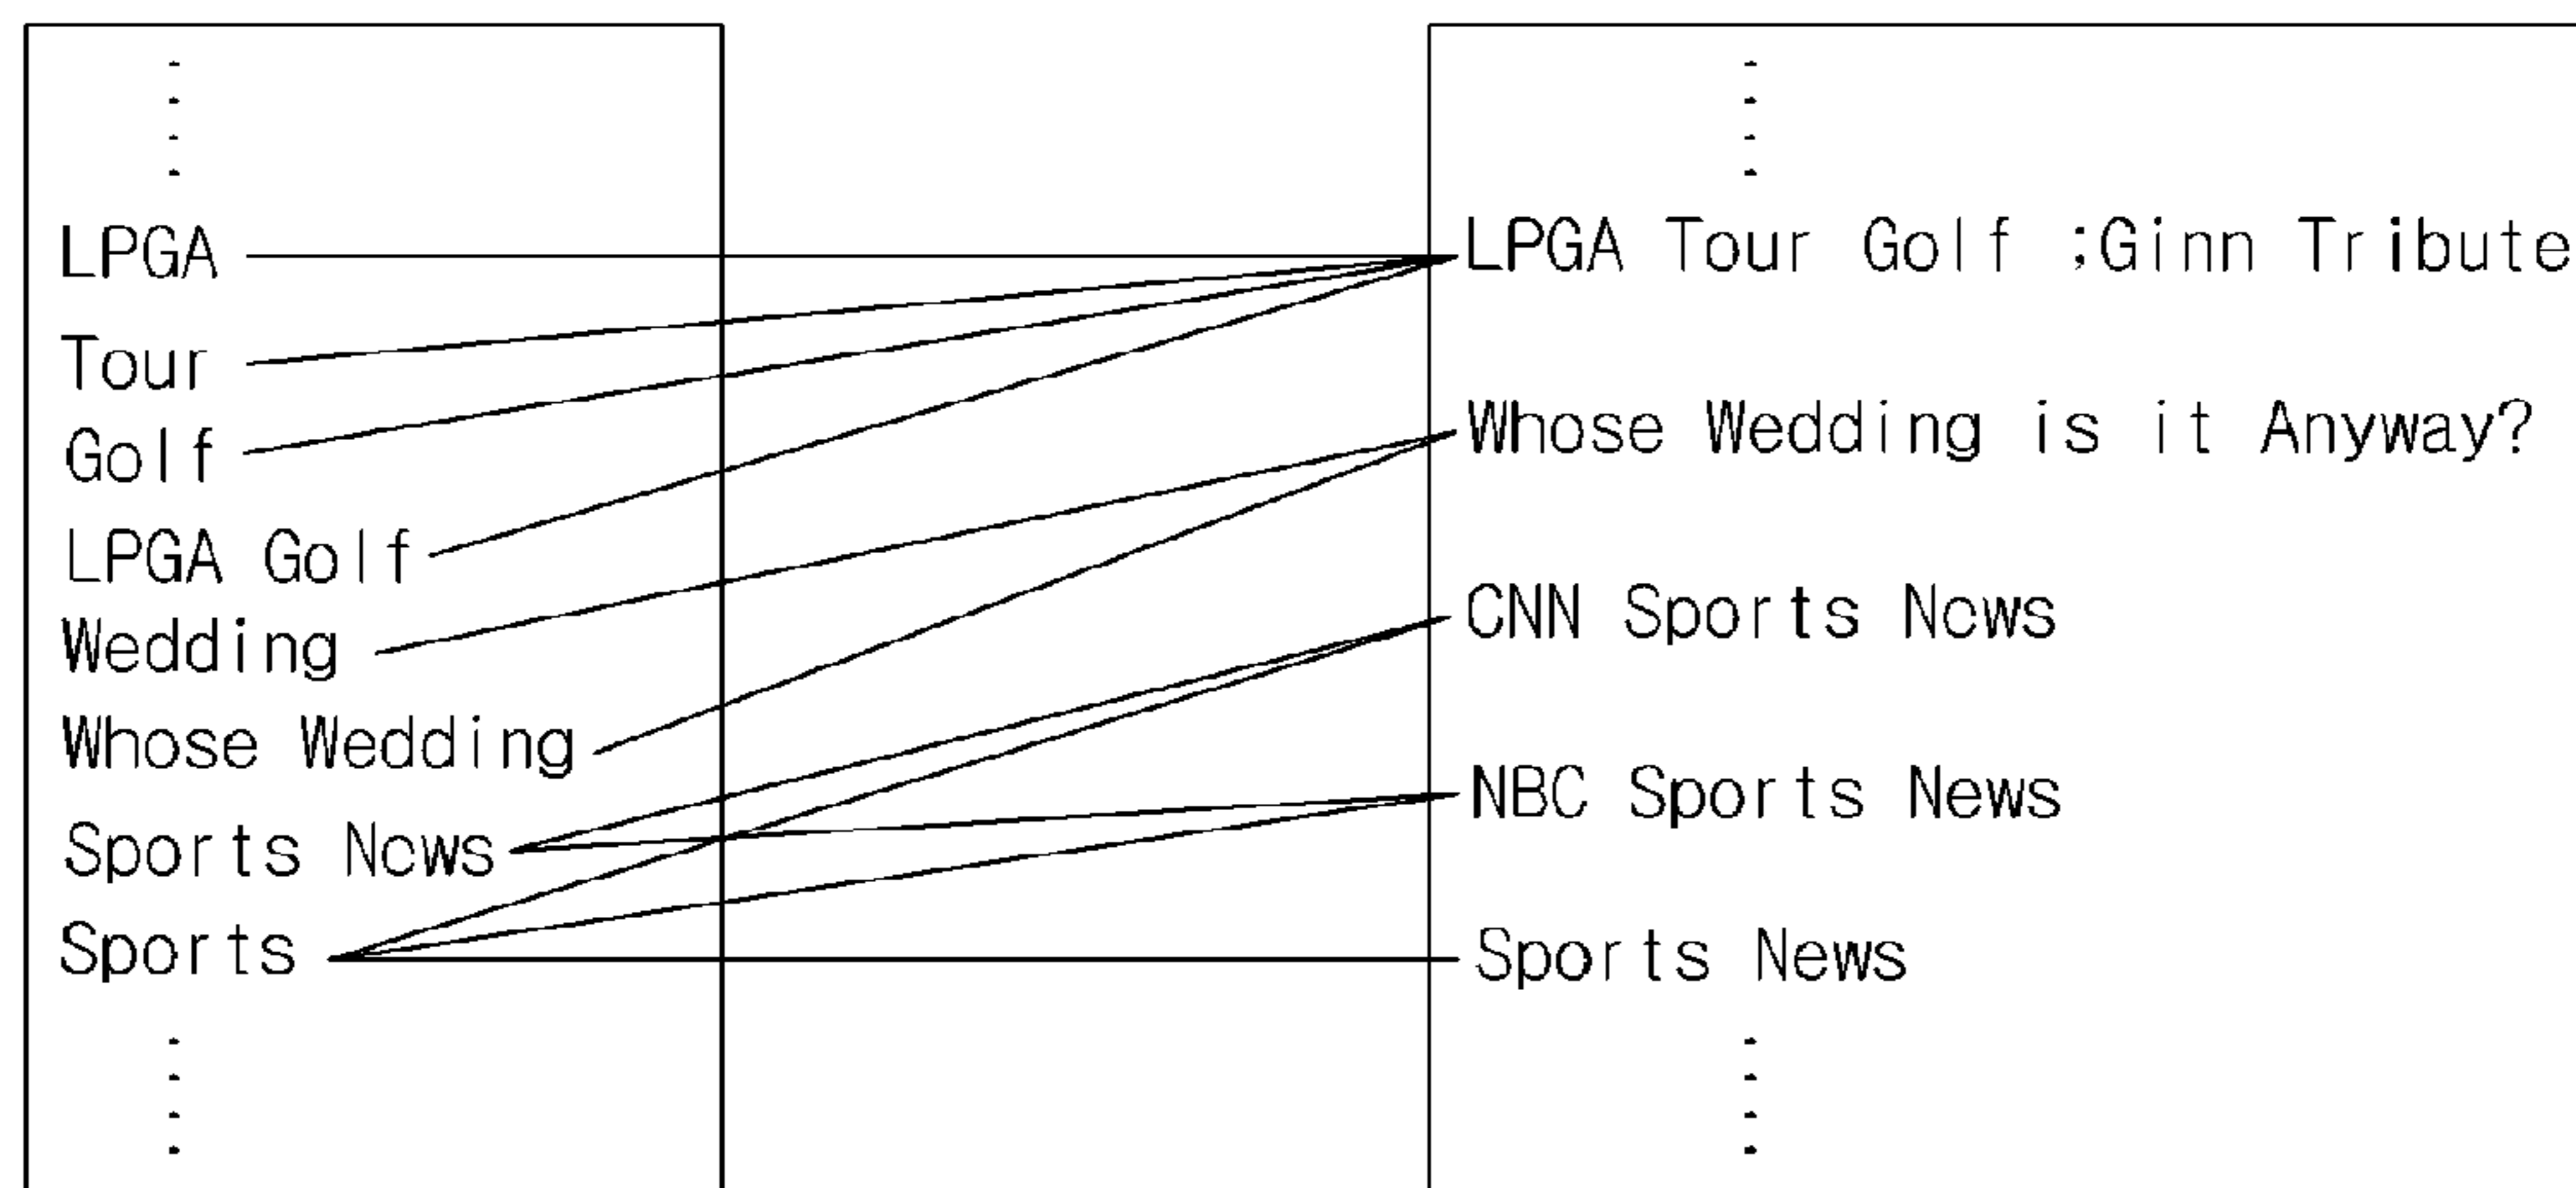 LPGA
Tour
Golf
LPGA Golf
Wedding
Whose Wedding
Sports News
Sports
LPGA Tour Golf ;Ginn Tribute
Whose Wedding is it Anyway?
CNN Sports News
NBC Sports News
Sports News